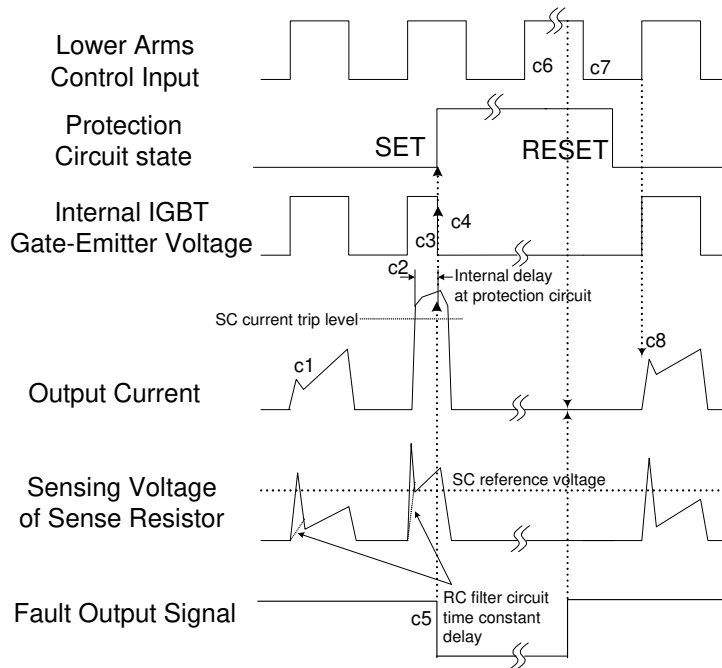 Lower Arms
Control Input
c6
c7
Protection
Circuit state
SET
RESET
Internal IGBT
Gate-Emitter Voltage
c3
c4
c2
Internal delay
at protection circuit
SC current trip level
c1
c8
Output Current
Sensing Voltage
of Sense Resistor
SC reference voltage
Fault Output Signal
c5
RC filter circuit
time constant
delay